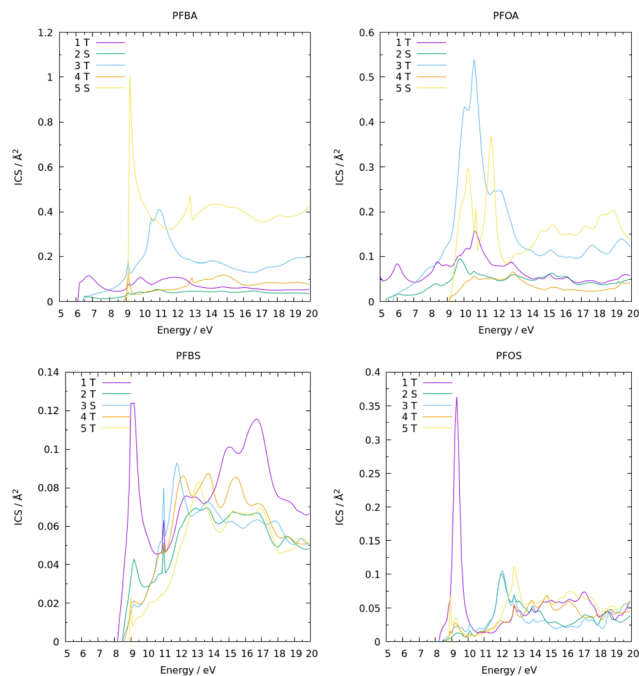 PFBA
1.2
1
0.8
0.6
0.4
0.2
0
ICS / Å²
1 T
2 S
3 T
4 T
5 S
5 6 7 8 9 10 11 12 13 14 15 16 17 18 19 20
Energy / eV
PFOA
0.6
0.5
0.4
0.3
0.2
0.1
0
ICS / Å²
1 T
2 S
3 T
4 T
5 S
5 6 7 8 9 10 11 12 13 14 15 16 17 18 19 20
Energy / eV
PFBS
0.14
0.12
0.1
0.08
0.06
0.04
0.02
0
ICS / Å²
1 T
2 T
3 S
4 T
5 T
5 6 7 8 9 10 11 12 13 14 15 16 17 18 19 20
Energy / eV
PFOS
0.4
0.35
0.3
0.25
0.2
0.15
0.1
0.05
0
ICS / Å²
1 T
2 S
3 T
4 T
5 T
5 6 7 8 9 10 11 12 13 14 15 16 17 18 19 20
Energy / eV